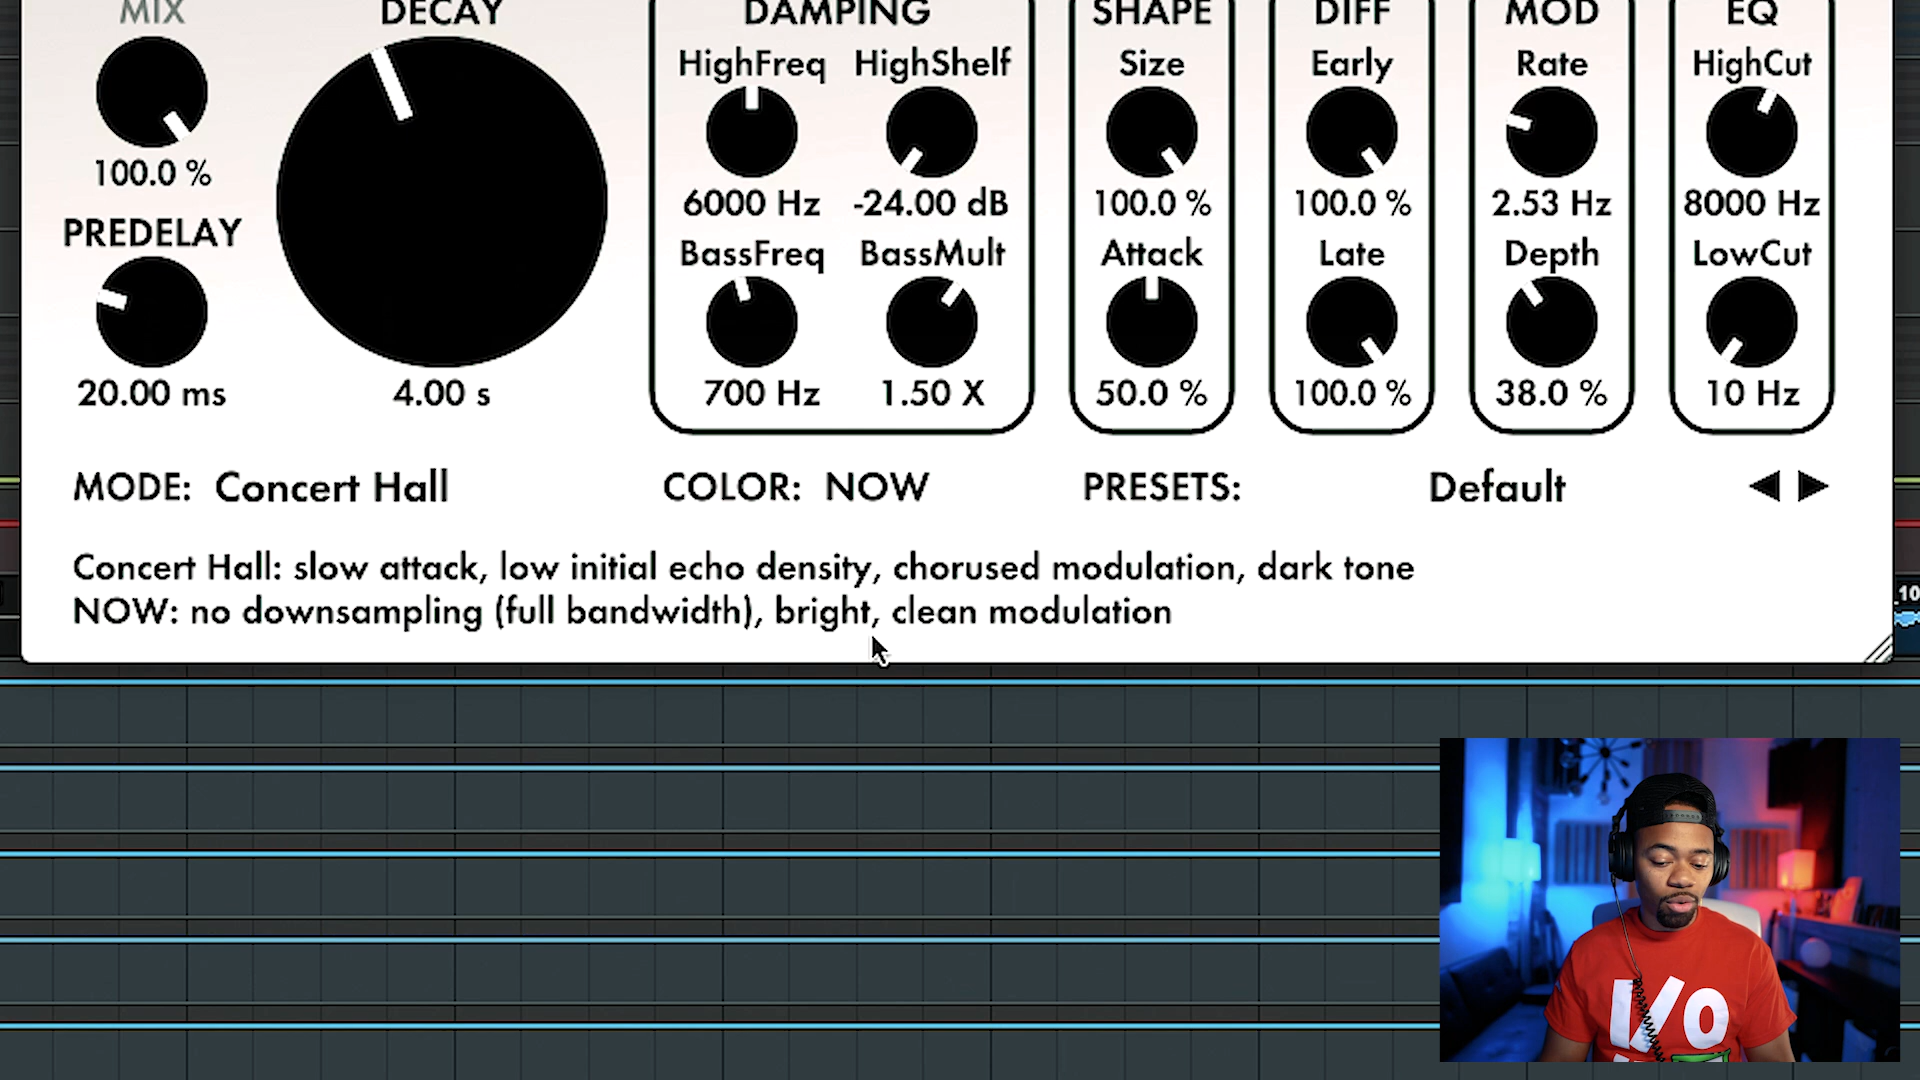 MIX
DECAY
DAMPING
SHAPE
DIFF
MOD
EQ
HighFreq
HighShelf
Size
Early
Rate
HighCut
100.0 %
6000 Hz
-24.00 dB
100.0 %
100.0 %
2.53 Hz
8000 Hz
PREDELAY
BassFreq
BassMult
Attack
Late
Depth
LowCut
20.00 ms
4.00 s
700 Hz
1.50 X
50.0 %
100.0 %
38.0 %
10 Hz
MODE: Concert Hall
COLOR: NOW
PRESETS:
Default
Concert Hall: slow attack, low initial echo density, chorused modulation, dark tone
NOW: no downsampling (full bandwidth), bright, clean modulation
I/O